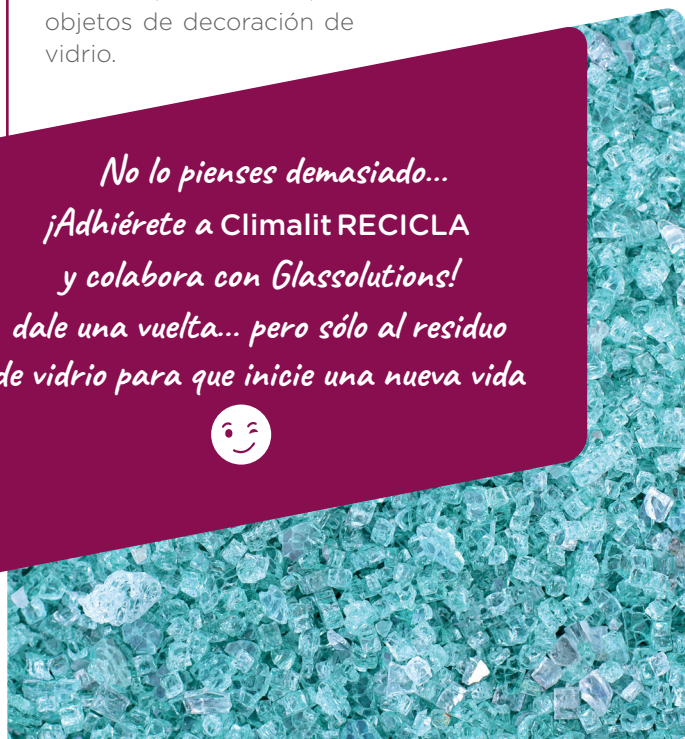 objetos de decoración de
vidrio.
No lo pienses demasiado...
¡Adhiérete a Climalit RECICLA
y colabora con Glassolutions!
dale una vuelta... pero sólo al residuo
de vidrio para que inicie una nueva vida